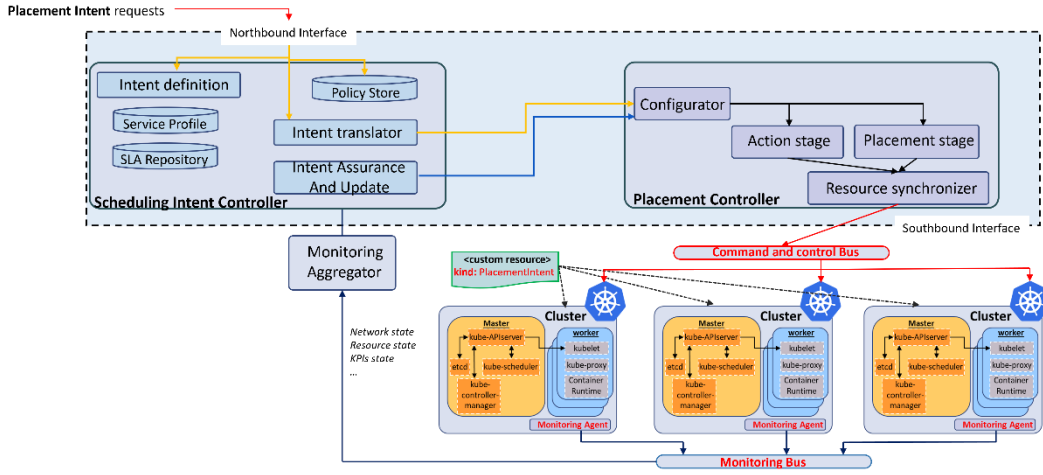 Placement Intent requests
Northbound Interface
Intent definition
Policy Store
Service Profile
Intent translator
SLA Repository
Intent Assurance
And Update
Scheduling Intent Controller
Configurator
Action stage
Placement stage
Resource synchronizer
Placement Controller
Southbound Interface
Monitoring
Aggregator
Command and control Bus
<custom resource>
kind: PlacementIntent
Network state
Resource state
KPIs state
...
Cluster
Master
kube-APIserver
etcd
kube-scheduler
kube-
controller-
manager
worker
kubelet
kube-proxy
Container
Runtime
Monitoring Agent
Cluster
Master
kube-APIserver
etcd
kube-scheduler
kube-
controller-
manager
worker
kubelet
kube-proxy
Container
Runtime
Monitoring Agent
Cluster
Master
kube-APIserver
etcd
kube-scheduler
kube-
controller-
manager
worker
kubelet
kube-proxy
Container
Runtime
Monitoring Agent
Monitoring Bus